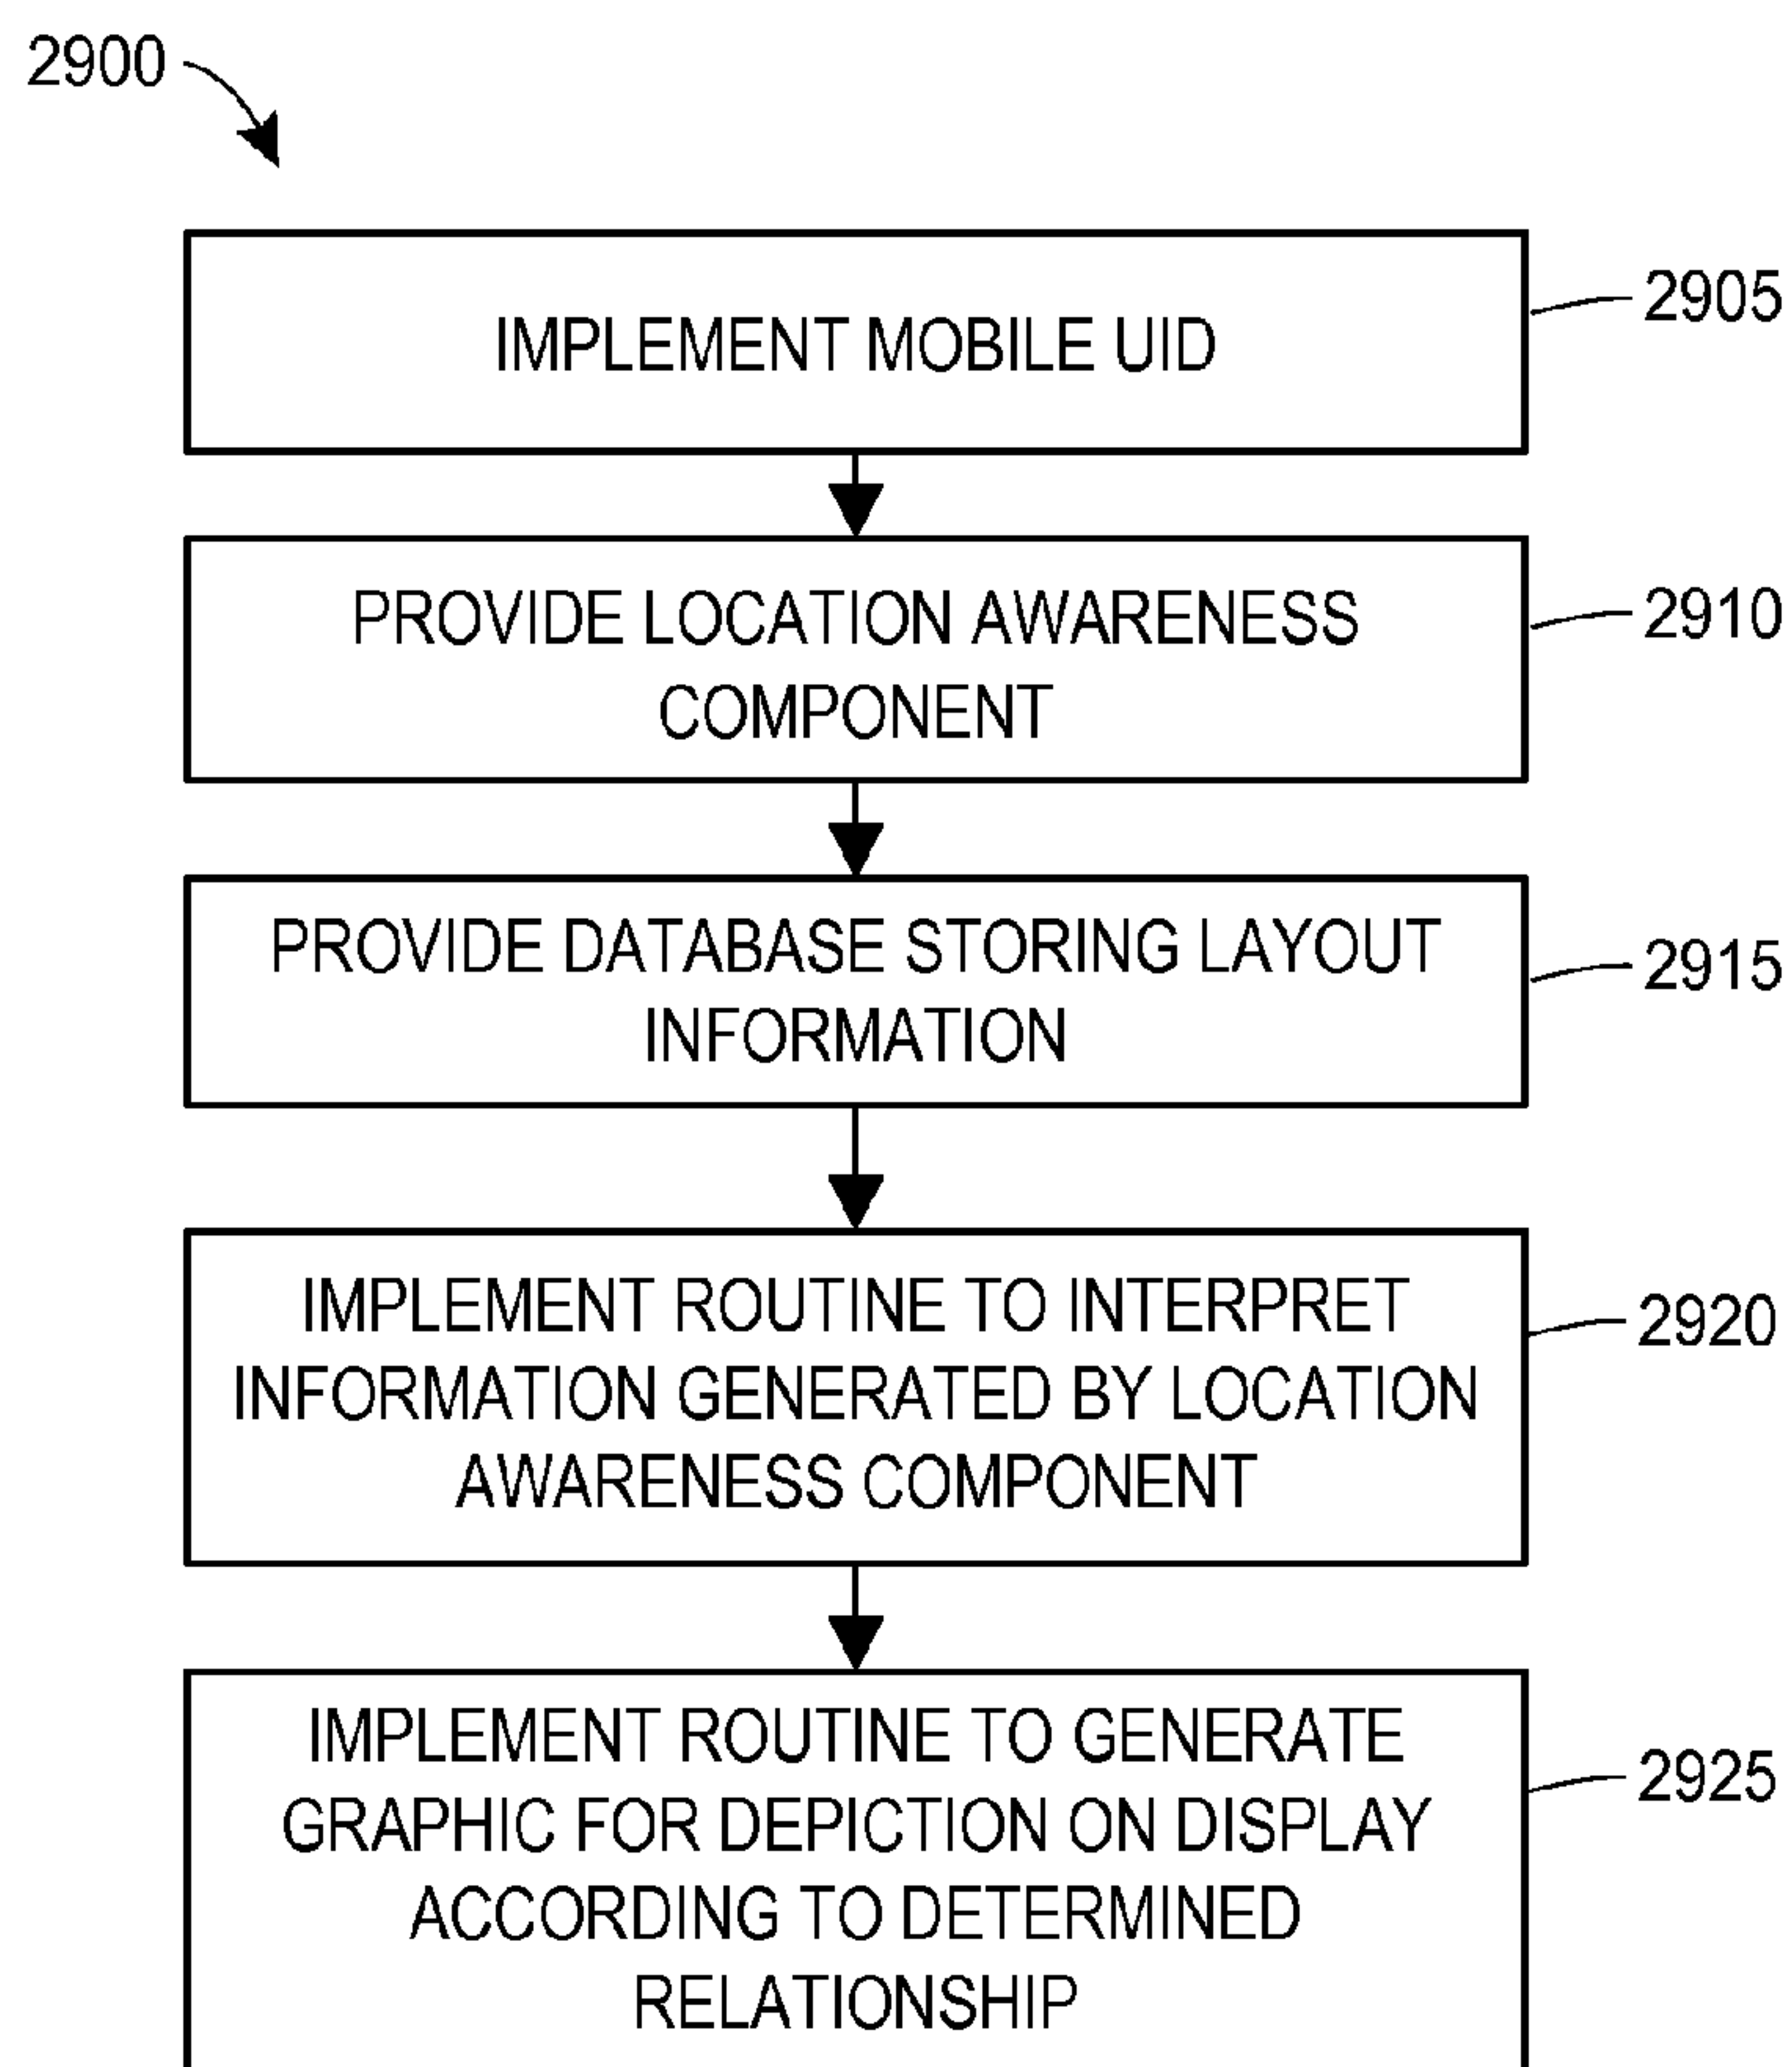 2900
IMPLEMENT MOBILE UID
2905
PROVIDE LOCATION AWARENESS
COMPONENT
2910
PROVIDE DATABASE STORING LAYOUT
INFORMATION
2915
IMPLEMENT ROUTINE TO INTERPRET
INFORMATION GENERATED BY LOCATION
AWARENESS COMPONENT
2920
IMPLEMENT ROUTINE TO GENERATE
GRAPHIC FOR DEPICTION ON DISPLAY
ACCORDING TO DETERMINED
RELATIONSHIP
2925